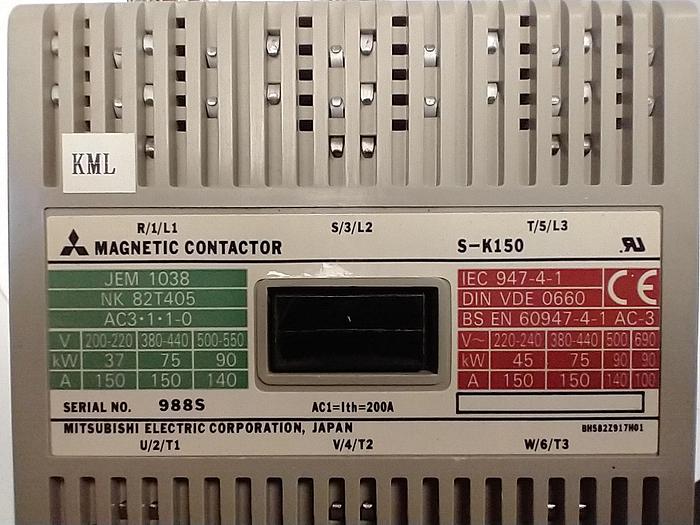 KML
R/1/L1 S/3/L2 T/5/L3
MAGNETIC CONTACTOR S-K150
JEM 1038
NK 82T405
AC3·1·1-0
V 200-220 380-440 500-550
kW 37 75 90
A 150 150 140
IEC 947-4-1 CE
DIN VDE 0660
BS EN 60947-4-1 AC-3
V~ 220-240 380-440 500 690
kW 45 75 90 90
A 150 150 140 100
SERIAL NO. 988S AC1=Ith=200A
MITSUBISHI ELECTRIC CORPORATION, JAPAN BH582Z917H01
U/2/T1 V/4/T2 W/6/T3